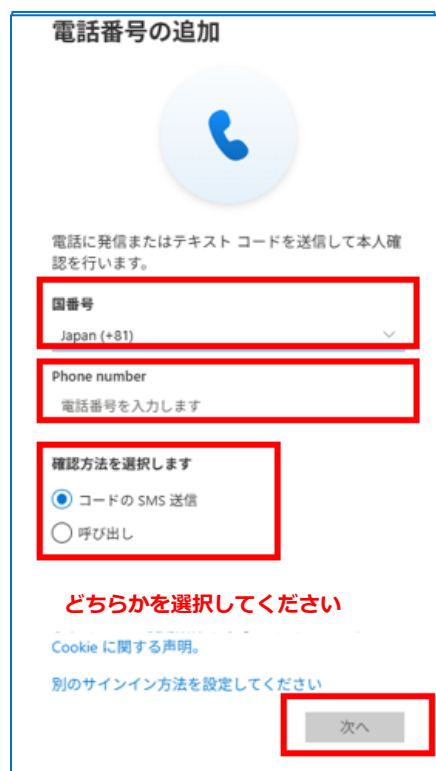 電話番号の追加
電話に発信またはテキスト コードを送信して本人確
認を行います。
国番号
Japan (+81)
Phone number
電話番号を入力します
確認方法を選択します
コードの SMS 送信
呼び出し
どちらかを選択してください
Cookie に関する声明。
別のサインイン方法を設定してください
次へ